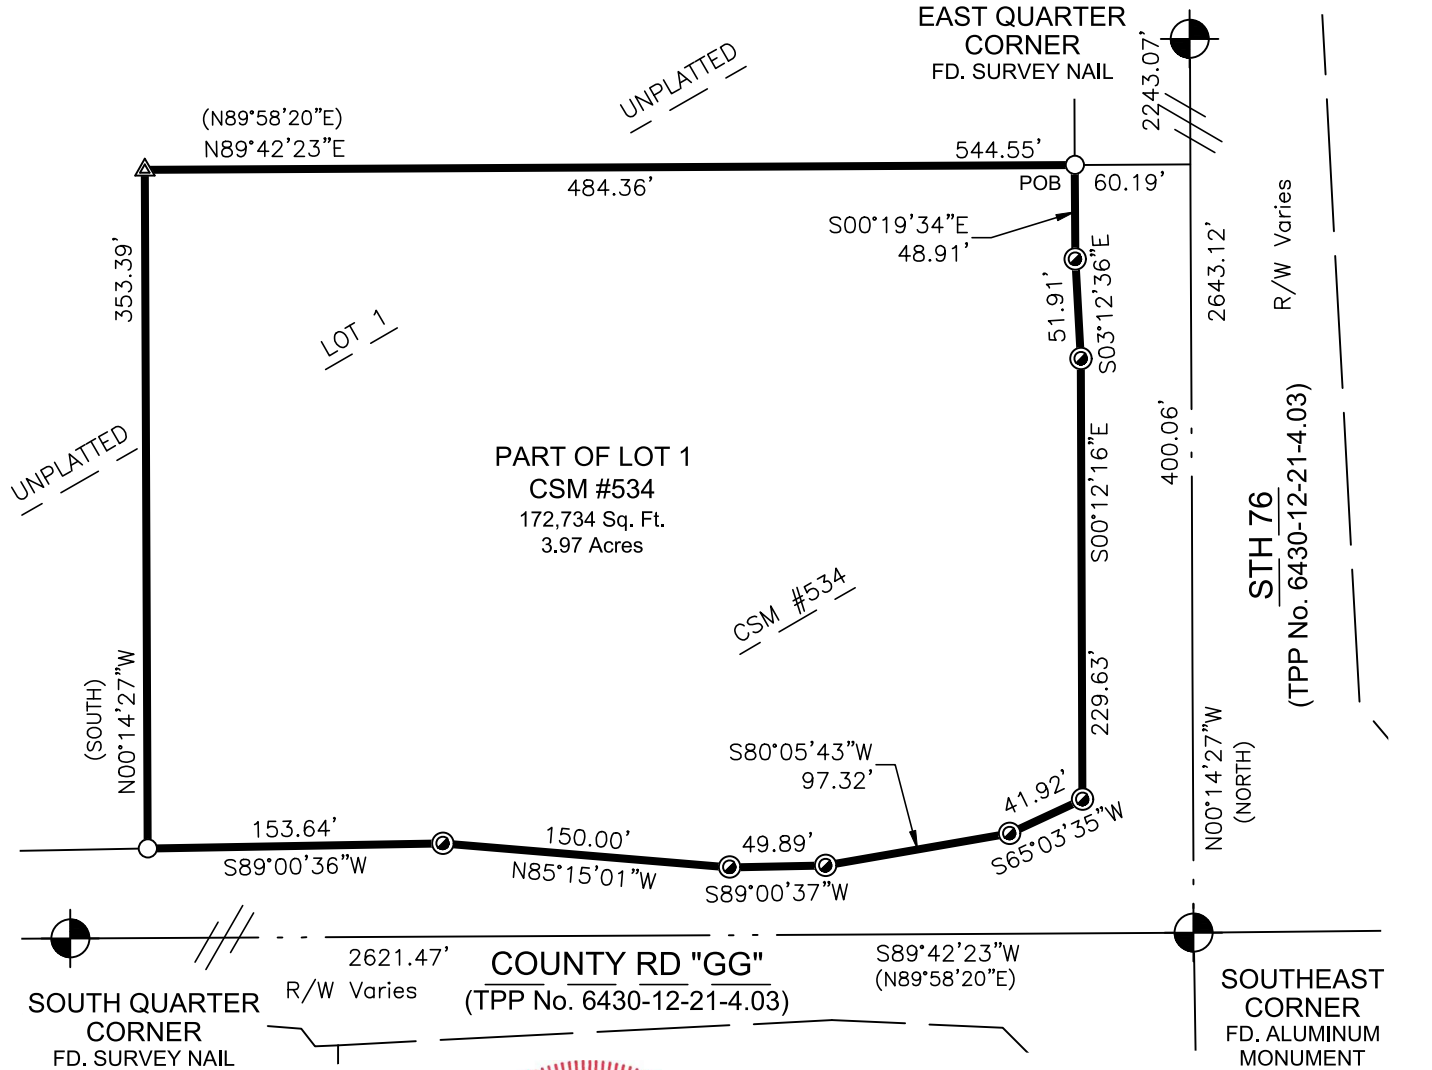 EAST QUARTER
CORNER
FD. SURVEY NAIL
2243.07’
UNPLATTED
(N89°58’20”E)
N89°42’23”E
544.55’
484.36’
POB
60.19’
S00°19’34”E
48.91’
51.91’
S03°12’36”E
353.39’
LOT 1
2643.12’
R/W Varies
UNPLATTED
PART OF LOT 1
CSM #534
172,734 Sq. Ft.
3.97 Acres
400.06’
S00°12’16”E
STH 76
(TPP No. 6430-12-21-4.03)
CSM #534
(SOUTH)
N00°14’27”W
229.63’
N00°14’27”W
(NORTH)
S80°05’43”W
97.32’
41.92’
S65°03’35”W
153.64’
S89°00’36”W
150.00’
N85°15’01”W
49.89’
S89°00’37”W
2621.47’
R/W Varies
COUNTY RD "GG"
(TPP No. 6430-12-21-4.03)
S89°42’23”W
(N89°58’20”E)
SOUTH QUARTER
CORNER
FD. SURVEY NAIL
SOUTHEAST
CORNER
FD. ALUMINUM
MONUMENT